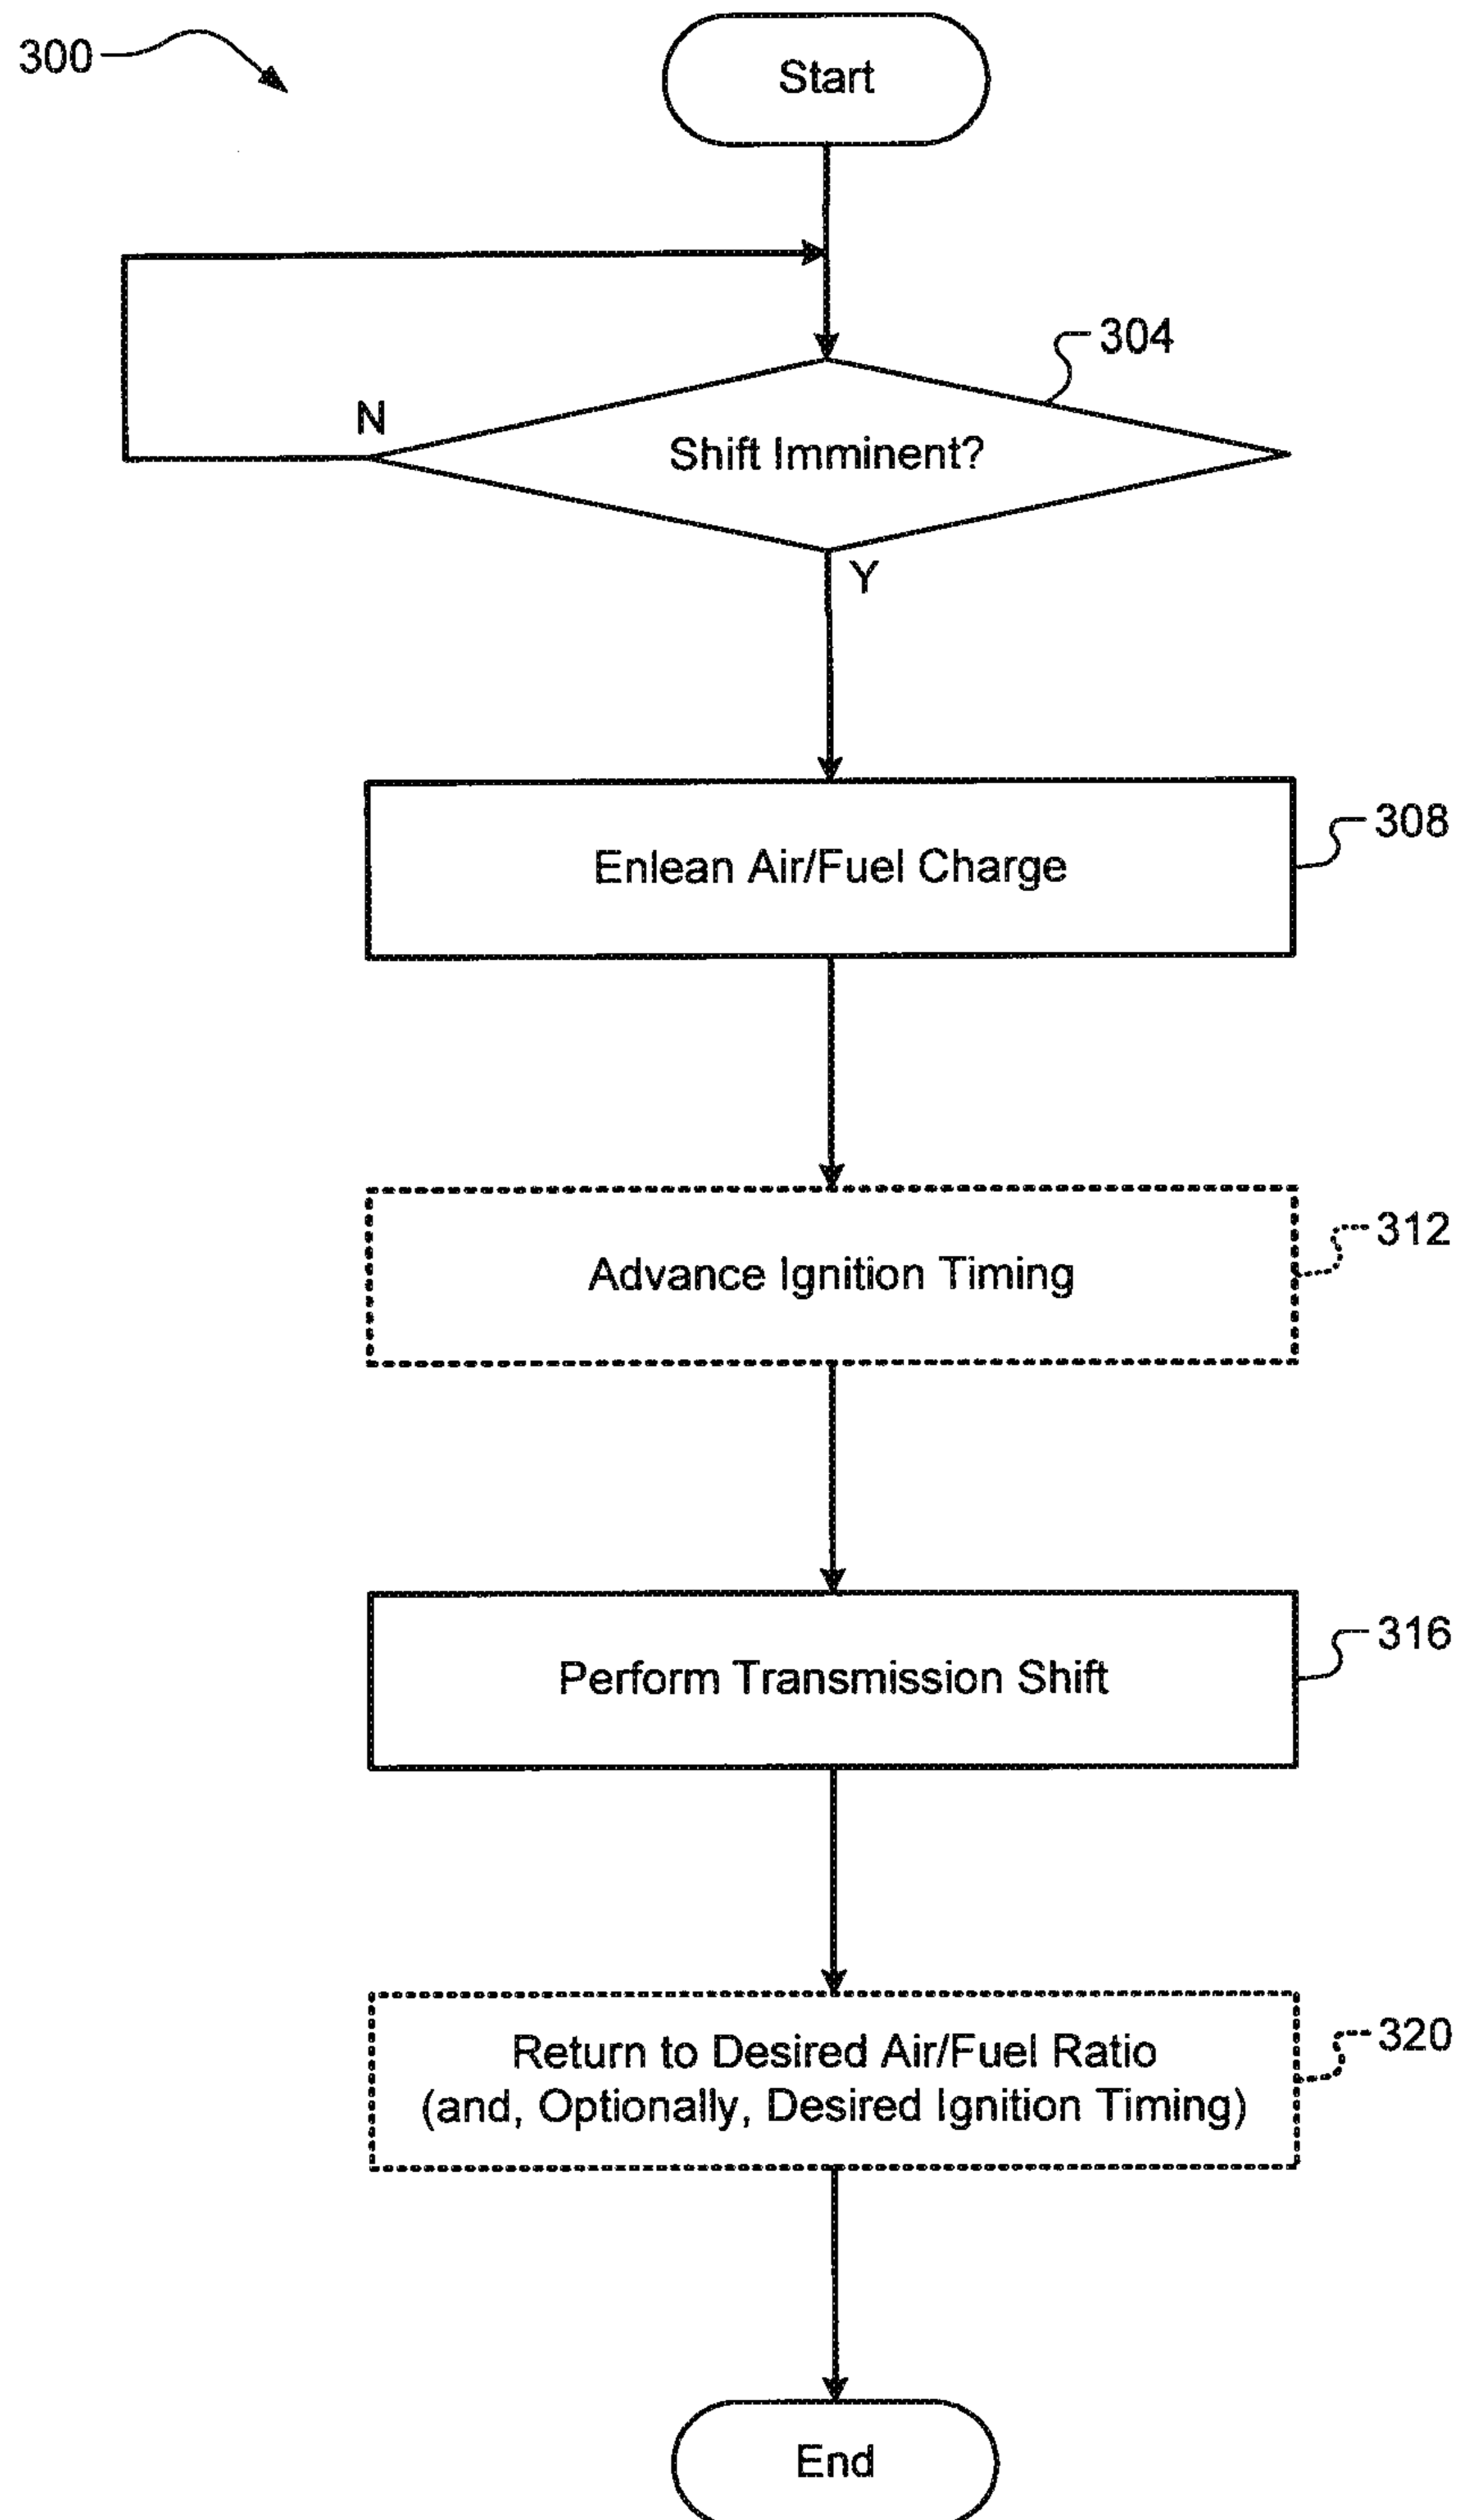 300
Start
304
N
Shift Imminent?
Y
308
Enlean Air/Fuel Charge
312
Advance Ignition Timing
316
Perform Transmission Shift
320
Return to Desired Air/Fuel Ratio
(and, Optionally, Desired Ignition Timing)
End